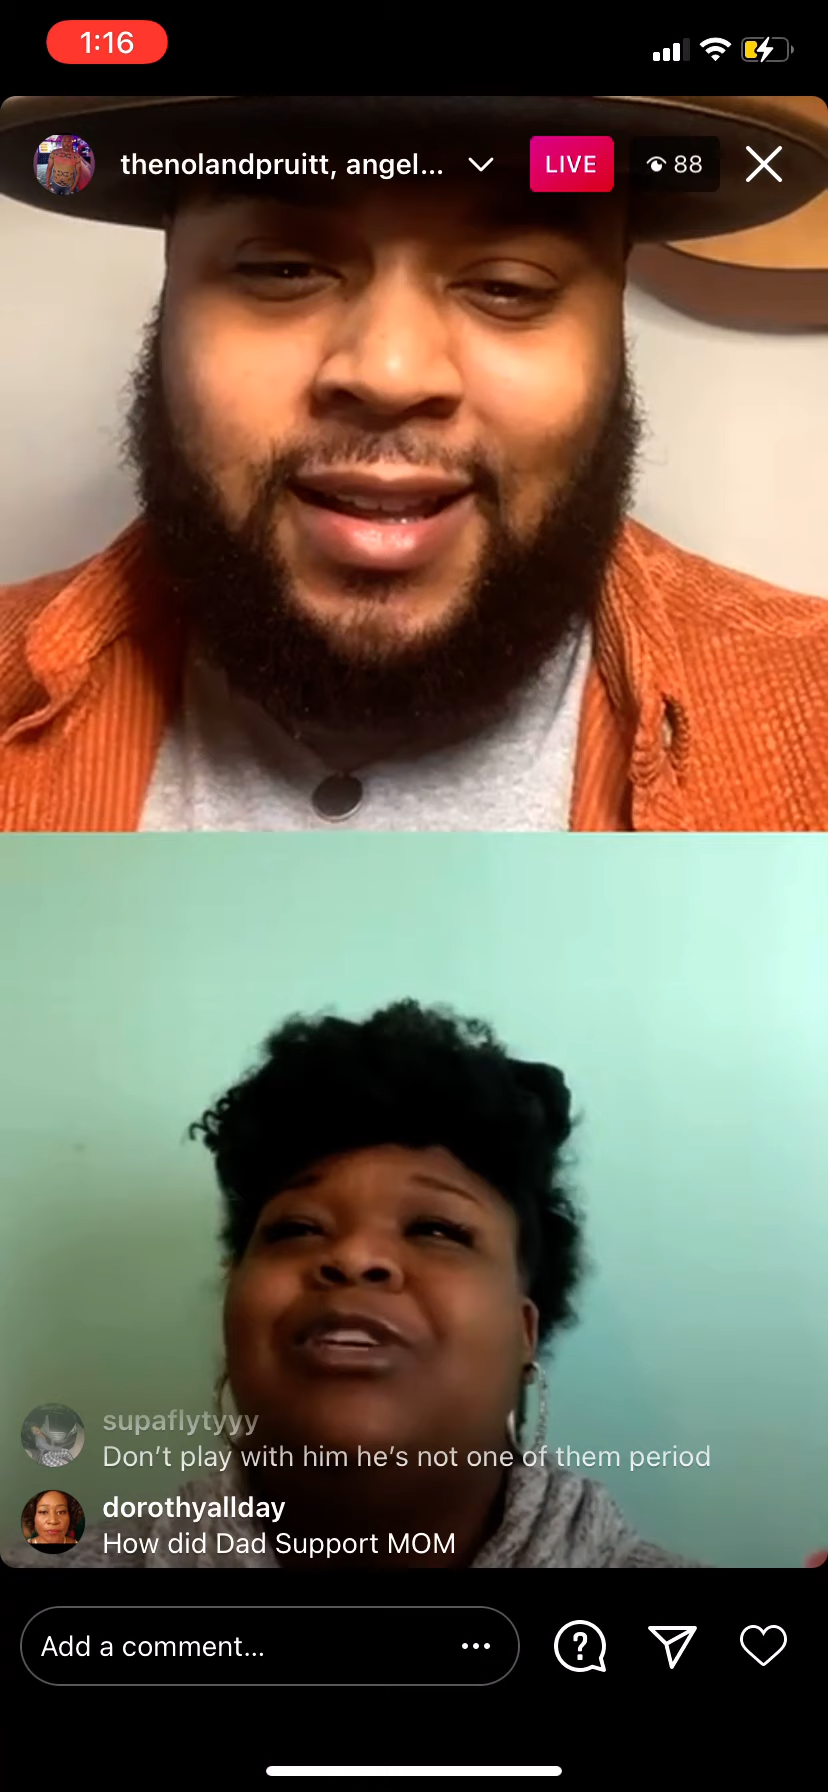 1:16
thenolandpruitt, angel...
LIVE
88
supaflytyyy
Don't play with him he's not one of them period
dorothyallday
How did Dad Support MOM
Add a comment...